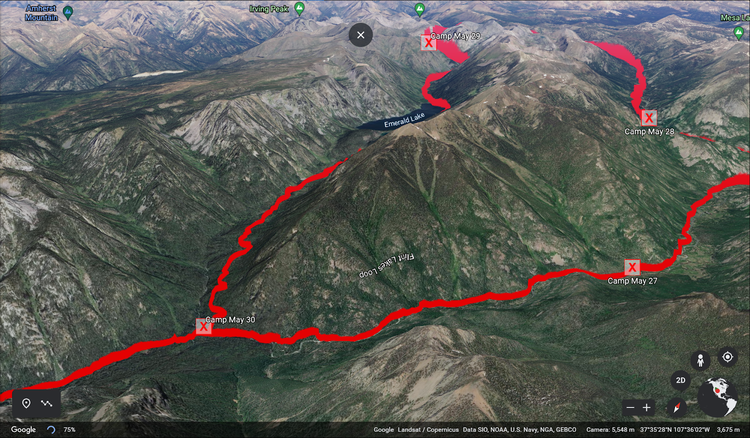 Amherst
Mountain
Irving Peak
Mesa La
X
Camp May 29
Emerald Lake
X
Camp May 28
Flint Lakes Loop
X
Camp May 27
X
Camp May 30
2D
Google
75%
Google Landsat / Copernicus Data SIO, NOAA, U.S. Navy, NGA, GEBCO Camera: 5,548 m 37°35'28"N 107°36'02"W 3,675 m